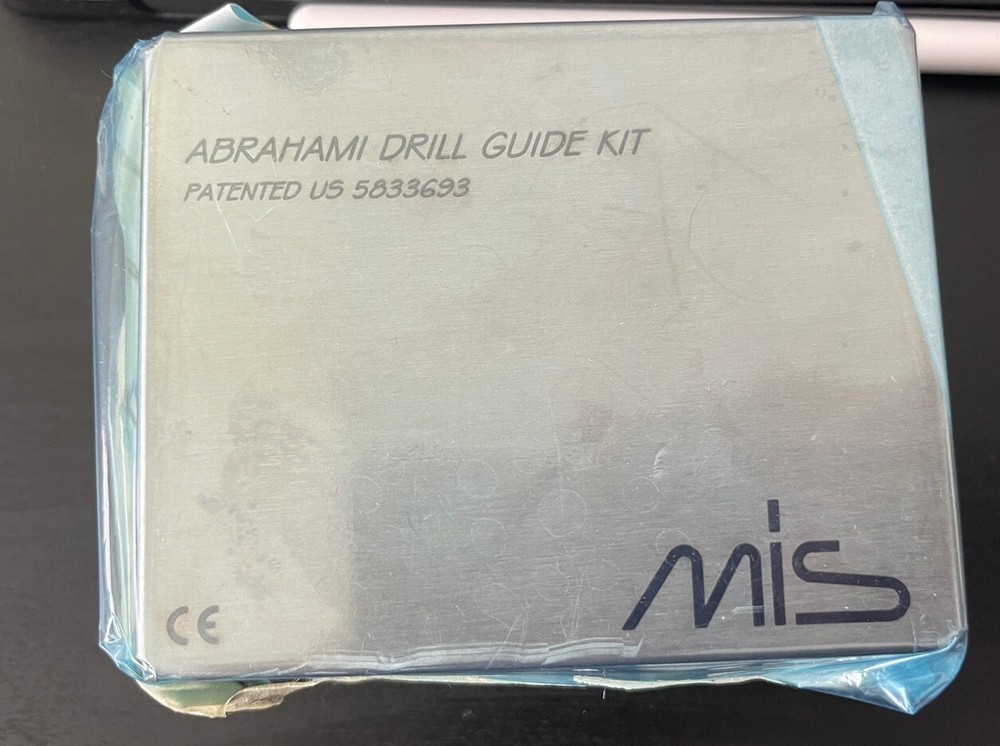 ABRAHAMI DRILL GUIDE KIT
PATENTED US 5833693
MIS
CE